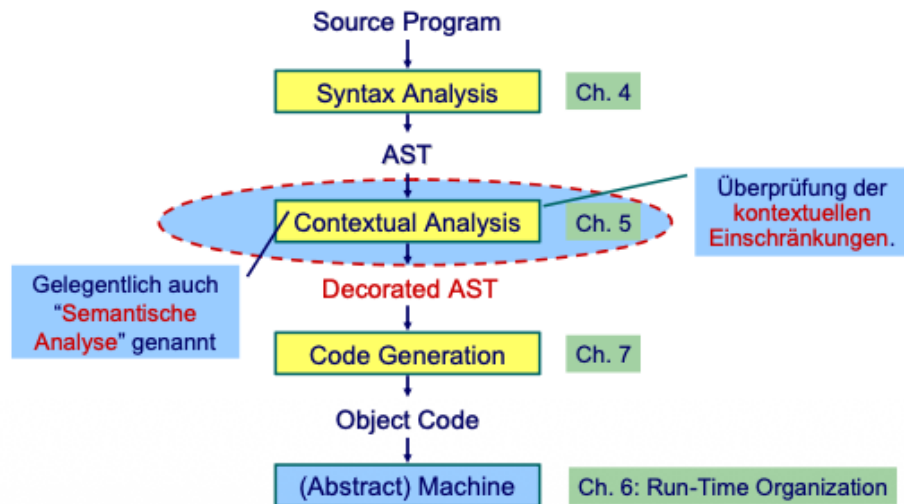 Source Program
Syntax Analysis
Ch. 4
AST
Contextual Analysis
Ch. 5
Überprüfung der
kontextuellen
Einschränkungen.
Gelegentlich auch
“Semantische
Analyse” genannt
Decorated AST
Code Generation
Ch. 7
Object Code
(Abstract) Machine
Ch. 6: Run-Time Organization